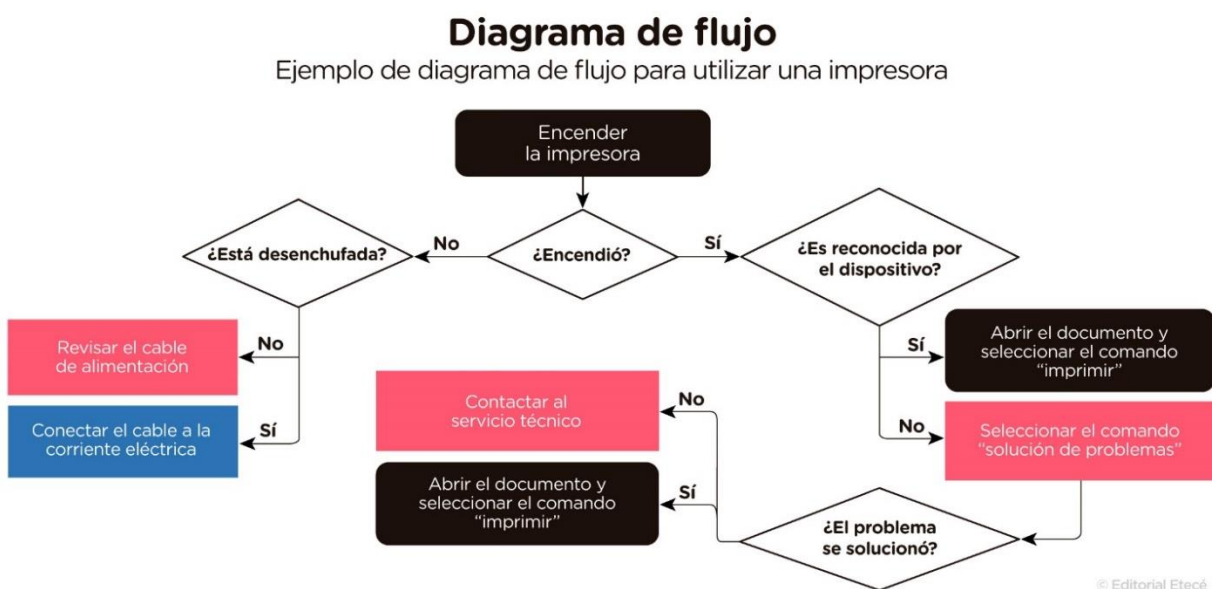 Diagrama de flujo
Ejemplo de diagrama de flujo para utilizar una impresora
Encender
la impresora
¿Está desenchufada?
No
¿Encendió?
Sí
¿Es reconocida por
el dispositivo?
Revisar el cable
de alimentación
No
Conectar el cable a la
corriente eléctrica
Sí
Sí
Abrir el documento y
seleccionar el comando
“imprimir”
No
Seleccionar el comando
“solución de problemas”
Contactar al
servicio técnico
No
Abrir el documento y
seleccionar el comando
“imprimir”
Sí
¿El problema
se solucionó?
© Editorial Etecé